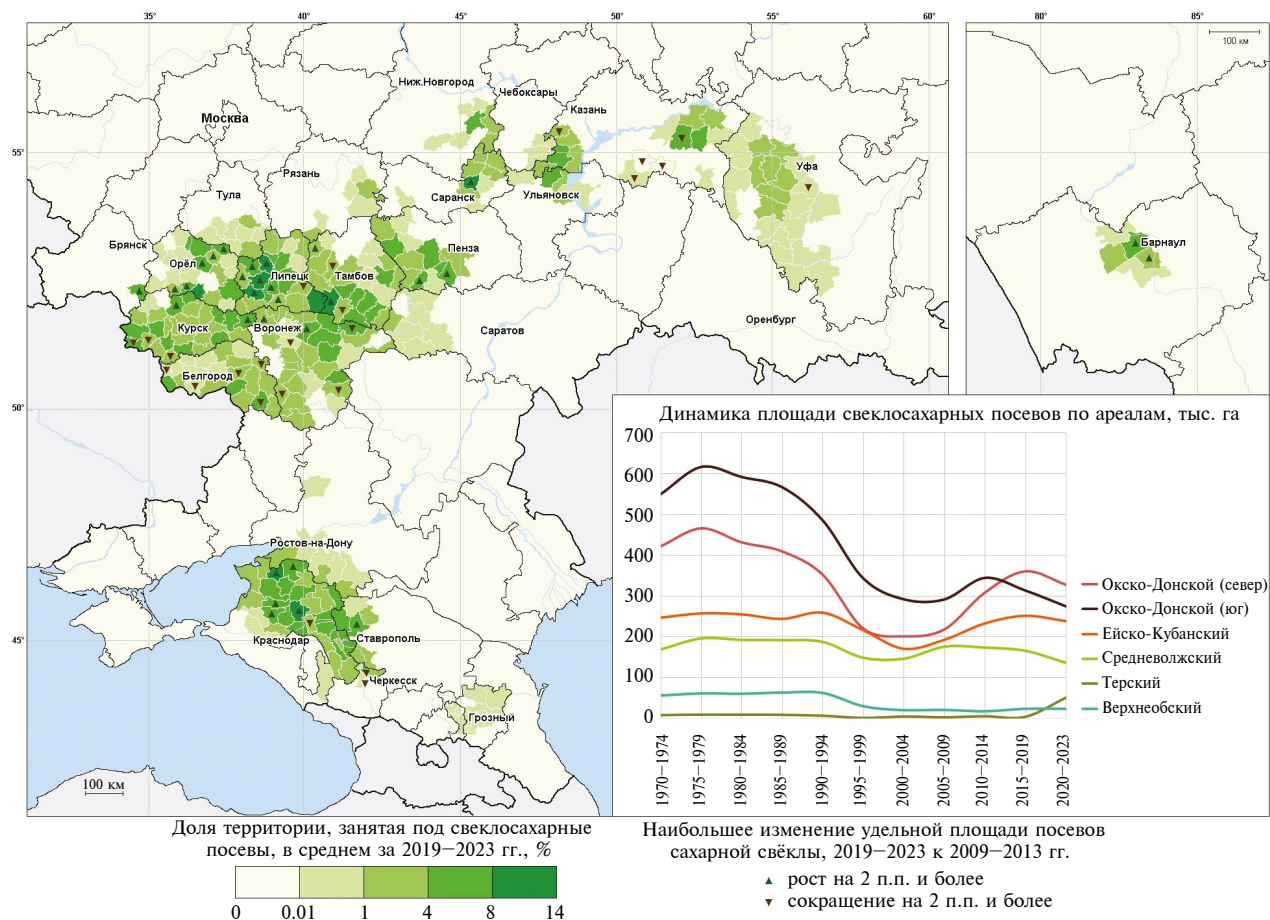 35°
40°
45°
50°
55°
60°
80°
85°
100 км
Ниж.Новгород
Чебоксары
Казань
Москва
55°
Рязань
Уфа
Тула
Саранск
Ульяновск
Брянск
Пенза
Барнаул
Орёл
Липецк
Тамбов
Оренбург
Курск
Воронеж
Саратов
Белгород
50°
Ростов-на-Дону
Краснодар
Ставрополь
45°
Черкесск
Грозный
100 км
Динамика площади свеклосахарных посевов по ареалам, тыс. га
700
600
500
400
300
200
100
0
Окско-Донской (север)
Окско-Донской (юг)
Ейско-Кубанский
Средневолжский
Терский
Верхнеобский
1970–1974
1975–1979
1980–1984
1985–1989
1990–1994
1995–1999
2000–2004
2005–2009
2010–2014
2015–2019
2020–2023
Доля территории, занятая под свеклосахарные
посевы, в среднем за 2019–2023 гг., %
0 0.01 1 4 8 14
Наибольшее изменение удельной площади посевов
сахарной свёклы, 2019–2023 к 2009–2013 гг.
рост на 2 п.п. и более
сокращение на 2 п.п. и более